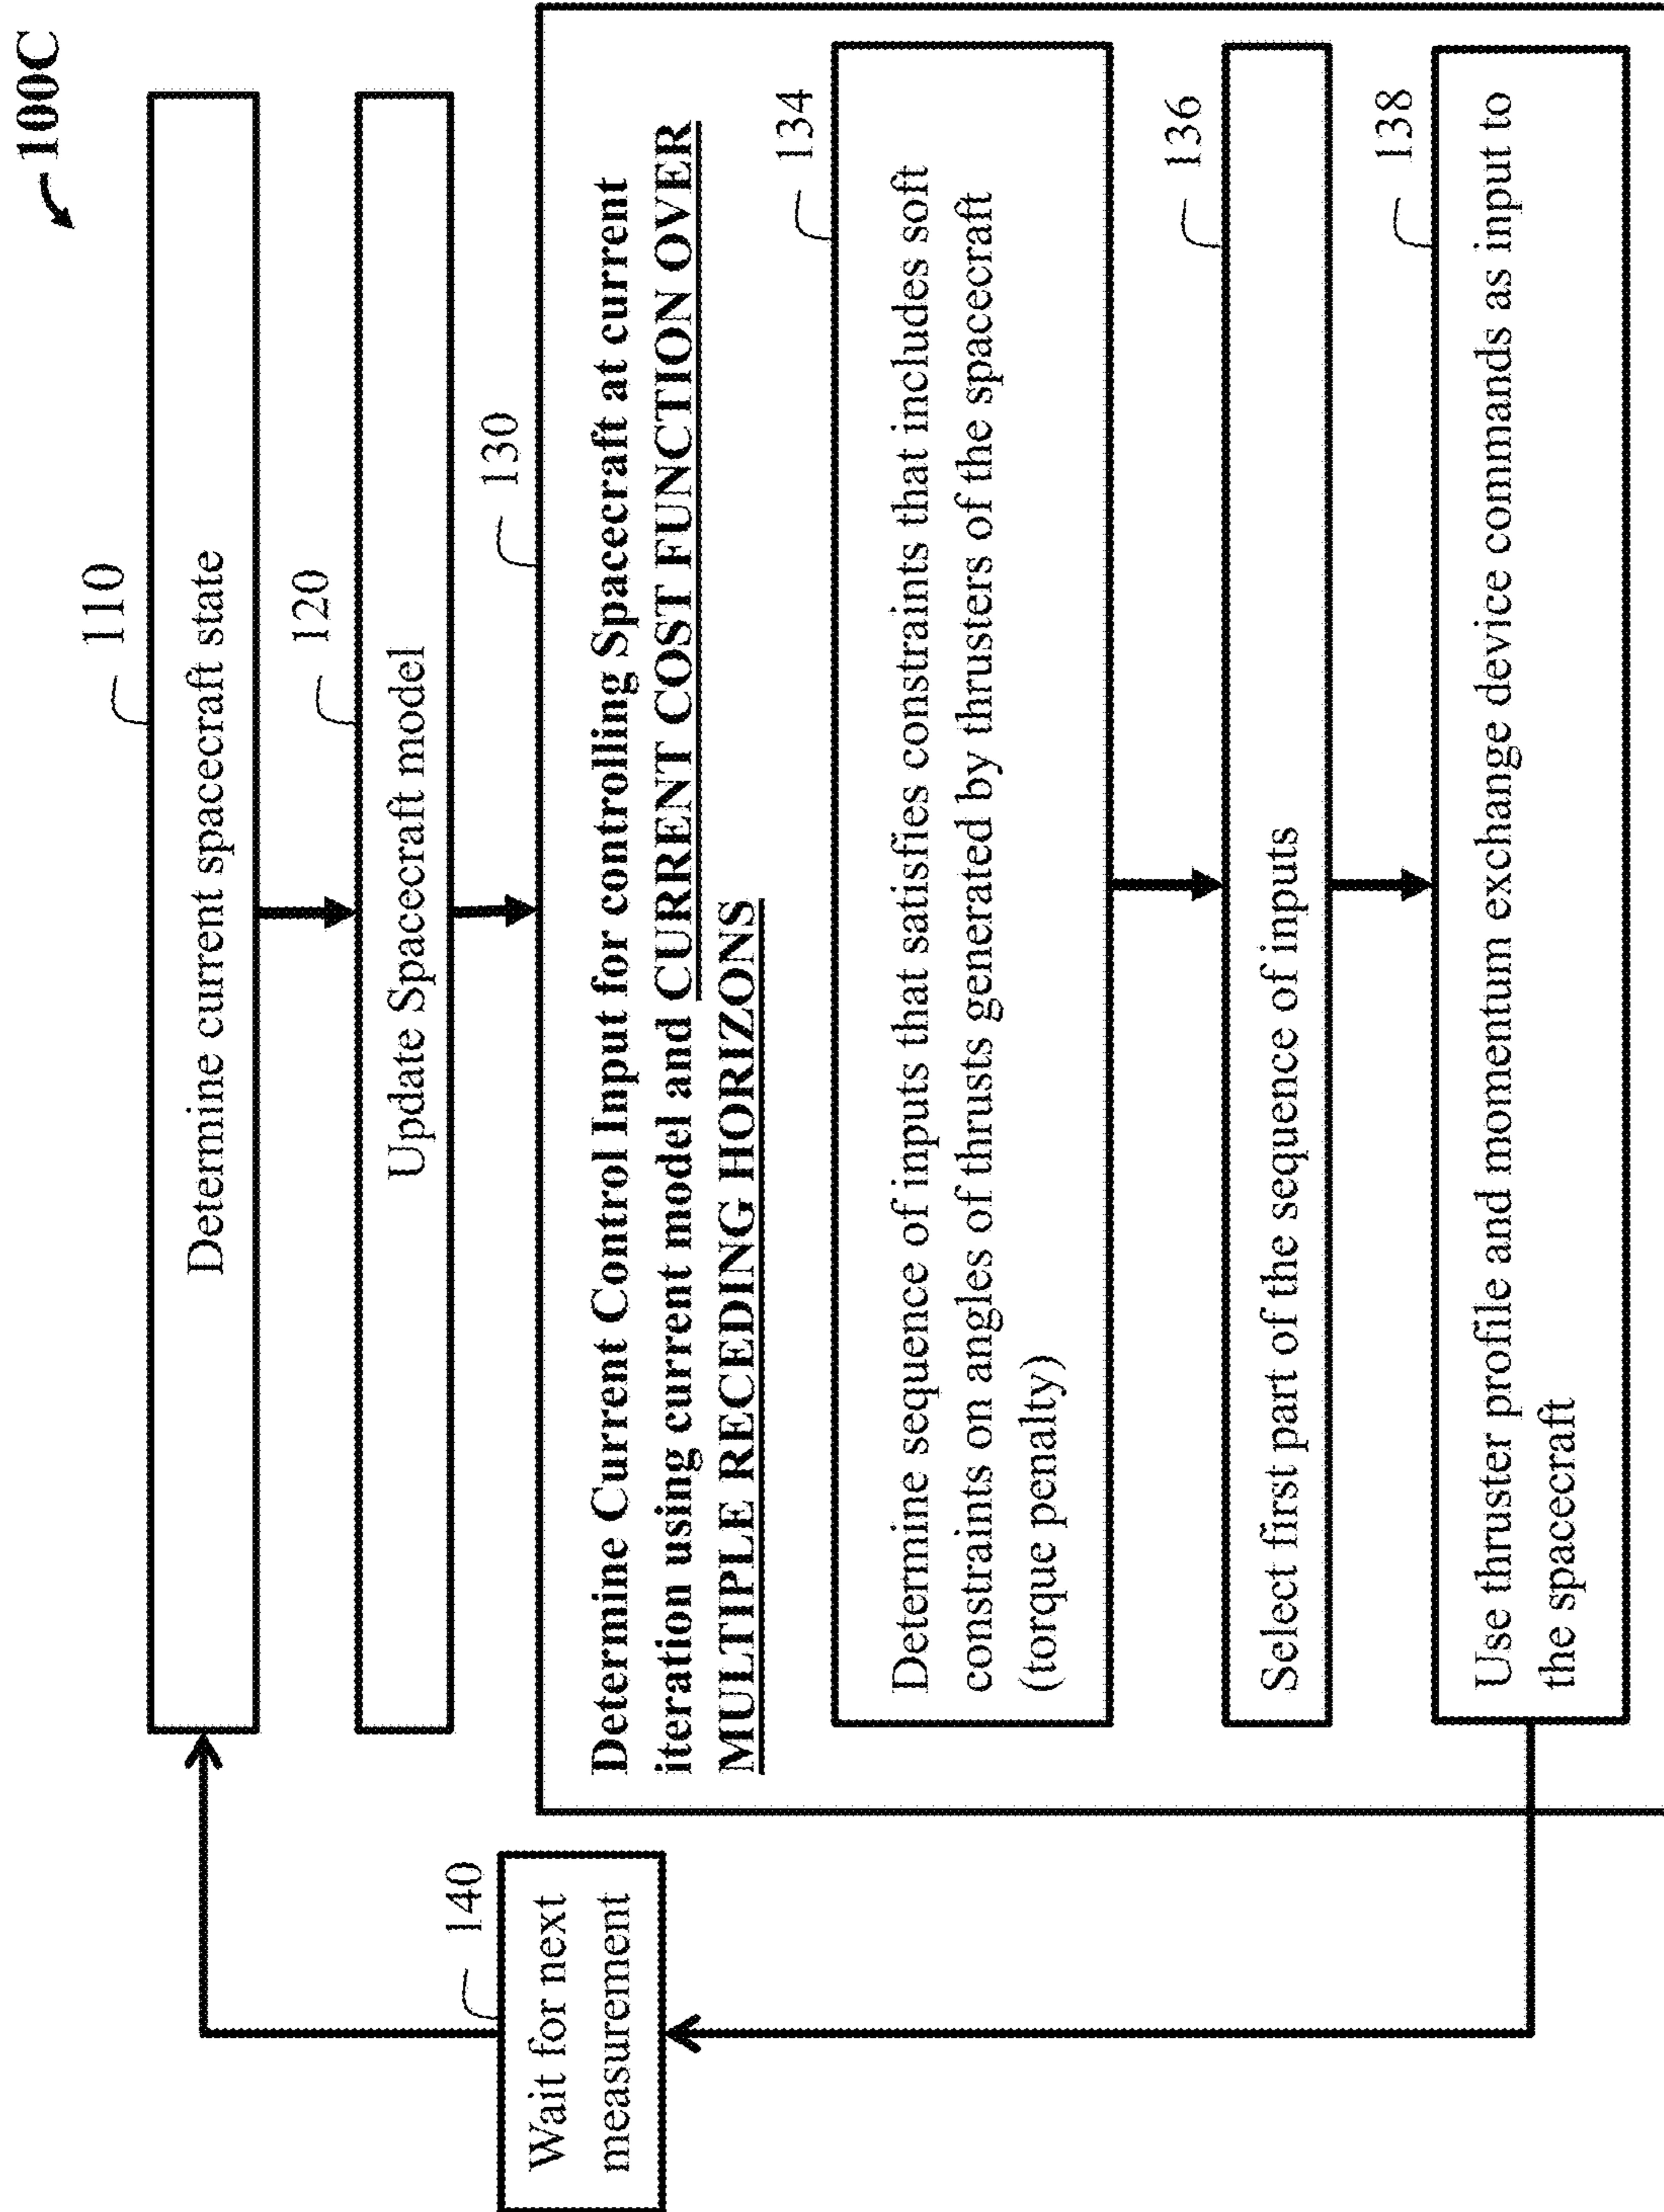 100C
110
Determine current spacecraft state
120
Update Spacecraft model
130
Determine Current Control Input for controlling Spacecraft at current
iteration using current model and CURRENT COST FUNCTION OVER
MULTIPLE RECEDING HORIZONS
134
Determine sequence of inputs that satisfies constraints that includes soft
constraints on angles of thrusts generated by thrusters of the spacecraft
(torque penalty)
136
Select first part of the sequence of inputs
138
Use thruster profile and momentum exchange device commands as input to
the spacecraft
140
Wait for next
measurement